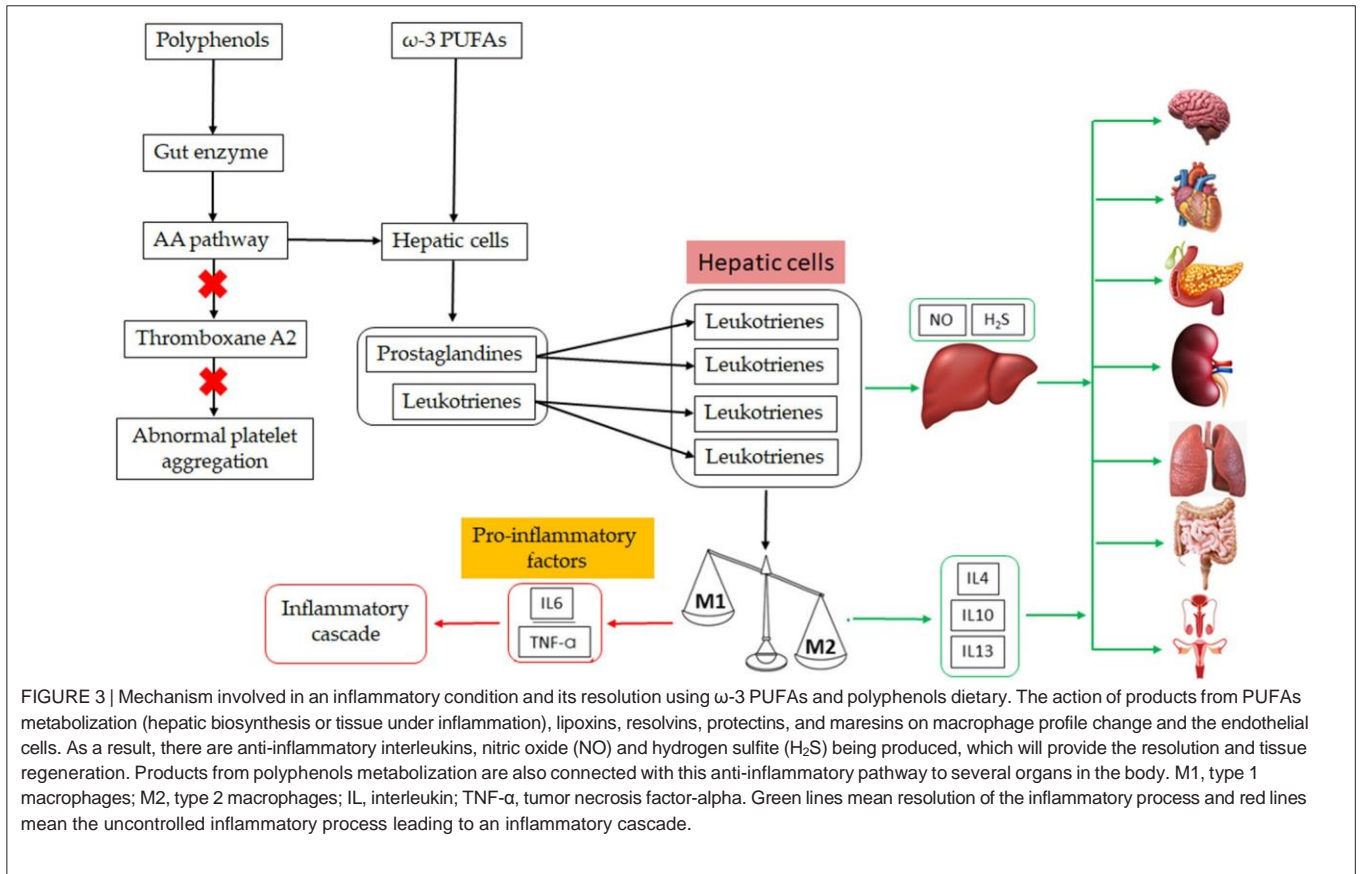 Polyphenols
ω-3 PUFAs
Gut enzyme
AA pathway
Hepatic cells
Thromboxane A2
Abnormal platelet
aggregation
Prostaglandines
Leukotrienes
Hepatic cells
Leukotrienes
Leukotrienes
Leukotrienes
Leukotrienes
NO
H₂S
Pro-inflammatory
factors
Inflammatory
cascade
IL6
TNF-α
M1
M2
IL4
IL10
IL13
FIGURE 3 | Mechanism involved in an inflammatory condition and its resolution using ω-3 PUFAs and polyphenols dietary. The action of products from PUFAs
metabolization (hepatic biosynthesis or tissue under inflammation), lipoxins, resolvins, protectins, and maresins on macrophage profile change and the endothelial
cells. As a result, there are anti-inflammatory interleukins, nitric oxide (NO) and hydrogen sulfite (H₂S) being produced, which will provide the resolution and tissue
regeneration. Products from polyphenols metabolization are also connected with this anti-inflammatory pathway to several organs in the body. M1, type 1
macrophages; M2, type 2 macrophages; IL, interleukin; TNF-α, tumor necrosis factor-alpha. Green lines mean resolution of the inflammatory process and red lines
mean the uncontrolled inflammatory process leading to an inflammatory cascade.